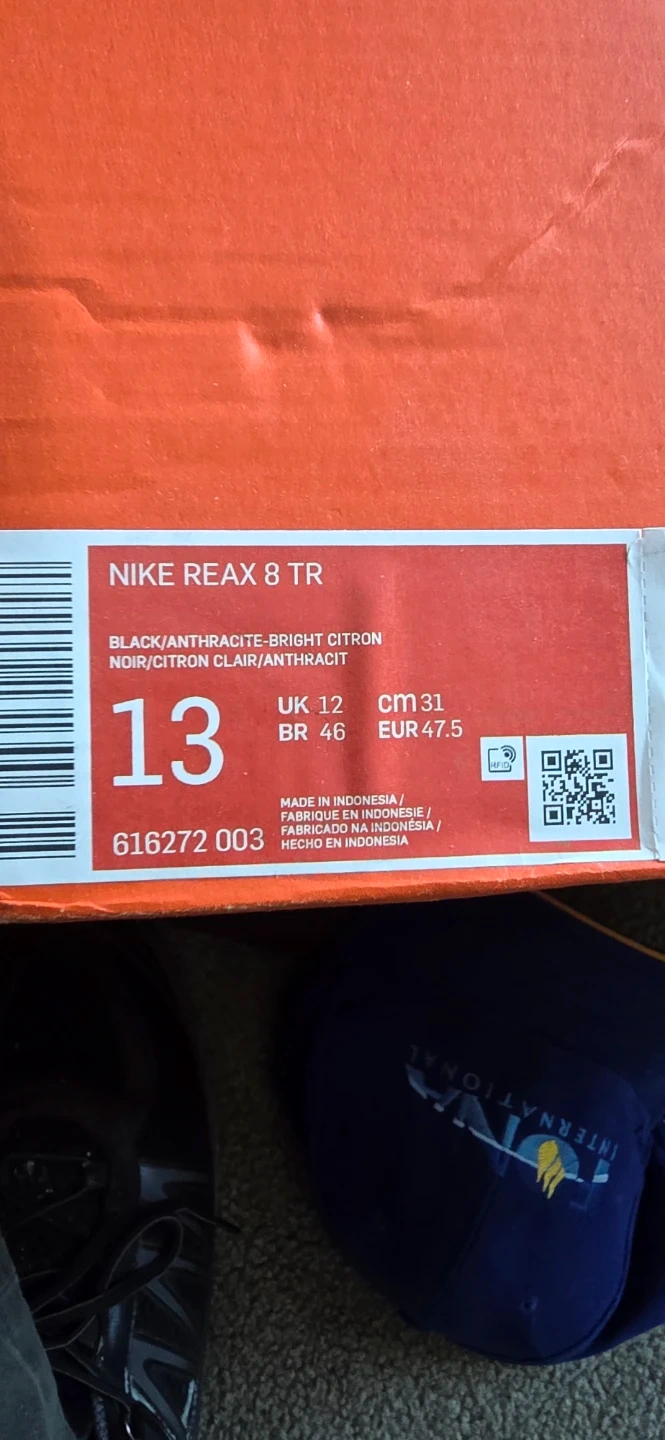 NIKE REAX 8 TR
BLACK/ANTHRACITE-BRIGHT CITRON
NOIR/CITRON CLAIR/ANTHRACIT
13
UK 12 cm 31
BR 46 EUR 47.5
RFID
616272 003
MADE IN INDONESIA /
FABRIQUE EN INDONESIE /
FABRICADO NA INDONÉSIA /
HECHO EN INDONESIA
INTERNATIONAL